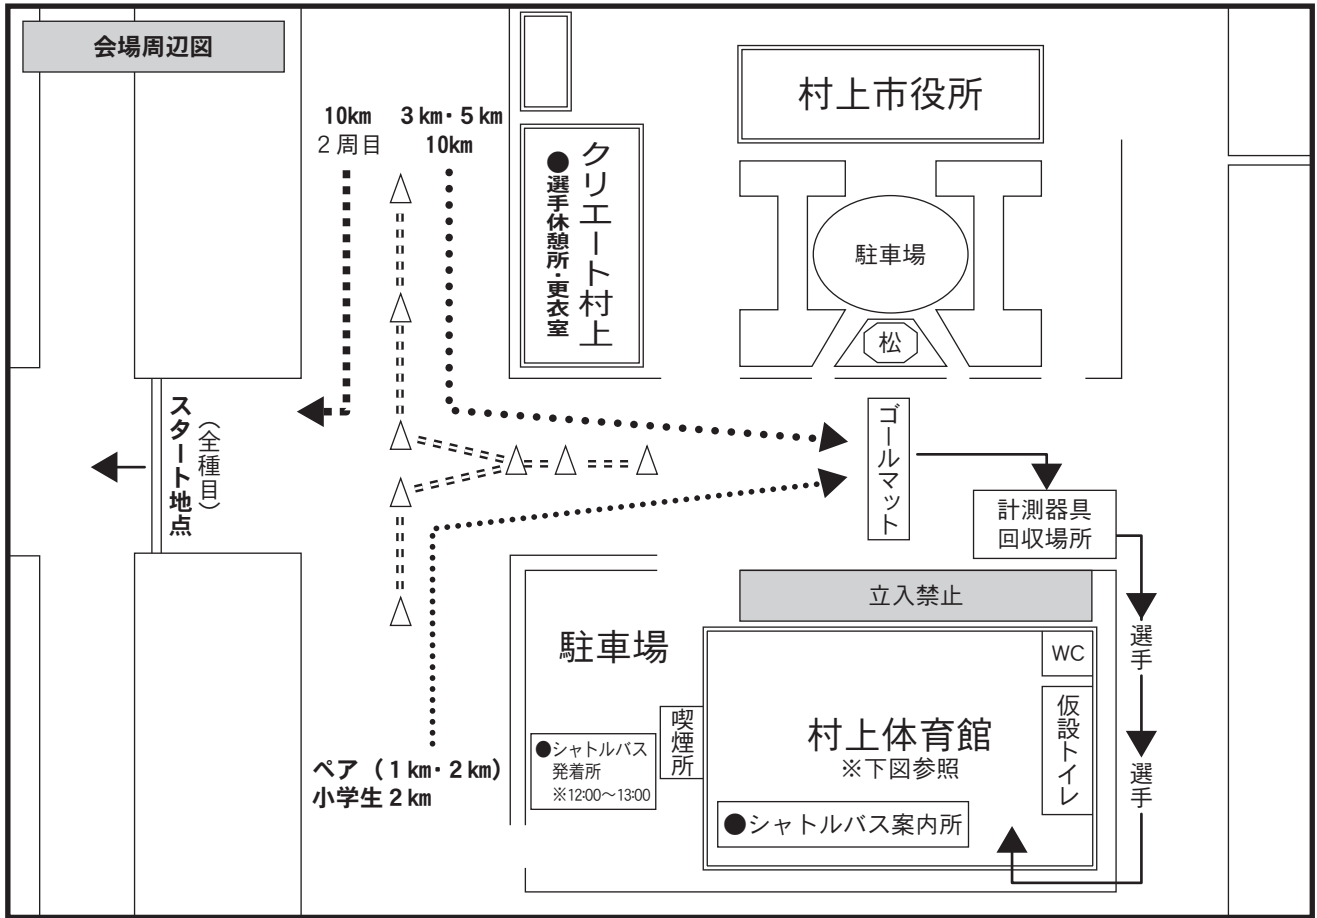 会場周辺図
10km
2周目
3km・5km
10km
クリエート村上
●選手休憩所・更衣室
村上市役所
駐車場
松
スタート地点
（全種目）
ゴールマット
計測器具
回収場所
立入禁止
駐車場
WC
選手
仮設トイレ
喫煙所
村上体育館
※下図参照
●シャトルバス
発着所
※12:00〜13:00
ペア（1km・2km）
小学生2km
選手
●シャトルバス案内所